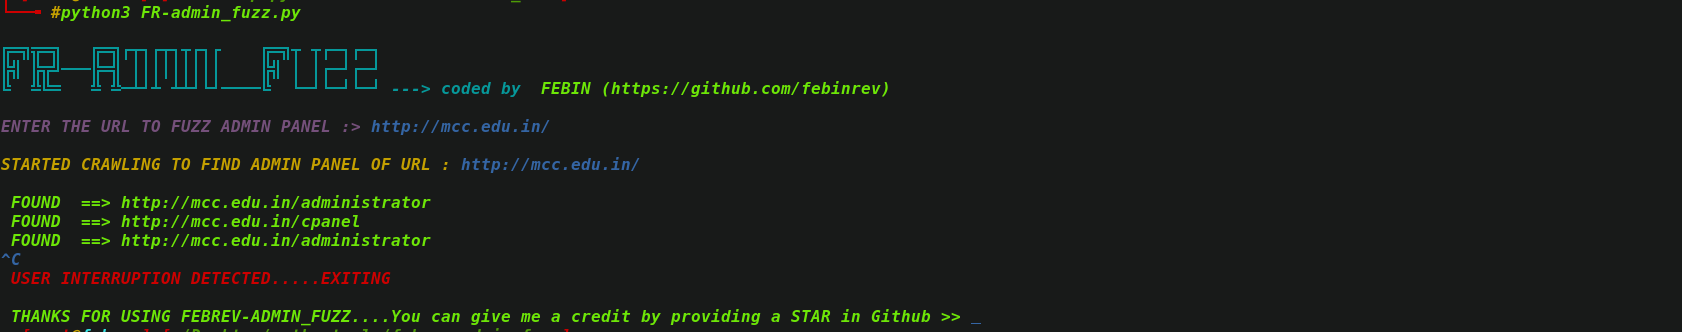 #python3 FR-admin_fuzz.py
---> coded by FEBIN (https://github.com/febinrev)
ENTER THE URL TO FUZZ ADMIN PANEL :> http://mcc.edu.in/
STARTED CRAWLING TO FIND ADMIN PANEL OF URL : http://mcc.edu.in/
FOUND ==> http://mcc.edu.in/administrator
FOUND ==> http://mcc.edu.in/cpanel
FOUND ==> http://mcc.edu.in/administrator
^C
USER INTERRUPTION DETECTED.....EXITING
THANKS FOR USING FEBREV-ADMIN_FUZZ....You can give me a credit by providing a STAR in Github >> _